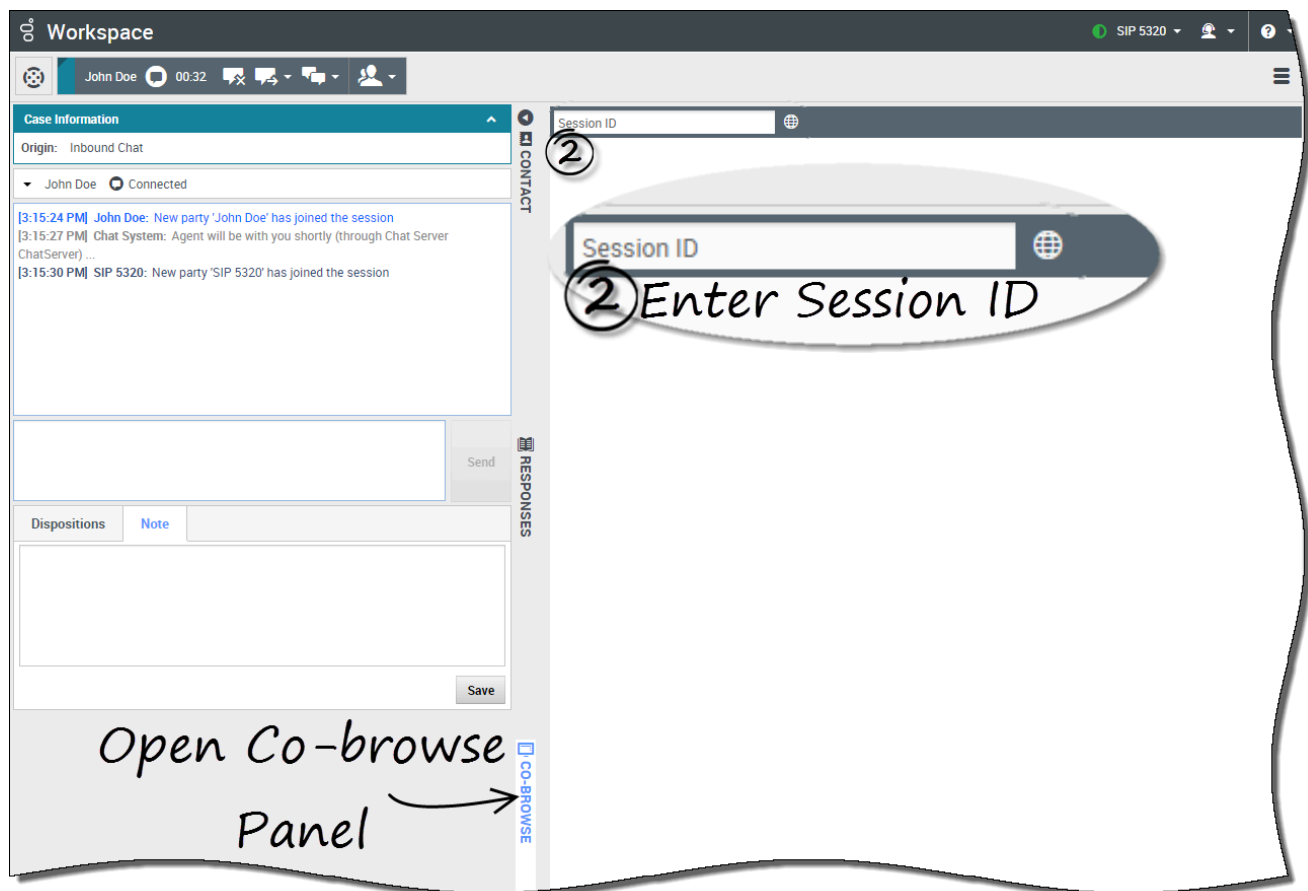 Workspace
SIP 5320
John Doe 00:32
Case Information
Origin: Inbound Chat
John Doe Connected
[3:15:24 PM] John Doe: New party 'John Doe' has joined the session
[3:15:27 PM] Chat System: Agent will be with you shortly (through Chat Server
ChatServer) ...
[3:15:30 PM] SIP 5320: New party 'SIP 5320' has joined the session
Send
Dispositions Note
Save
Open Co-browse
Panel
CONTACT
RESPONSES
CO-BROWSE
Session ID
2
Session ID
2 Enter Session ID